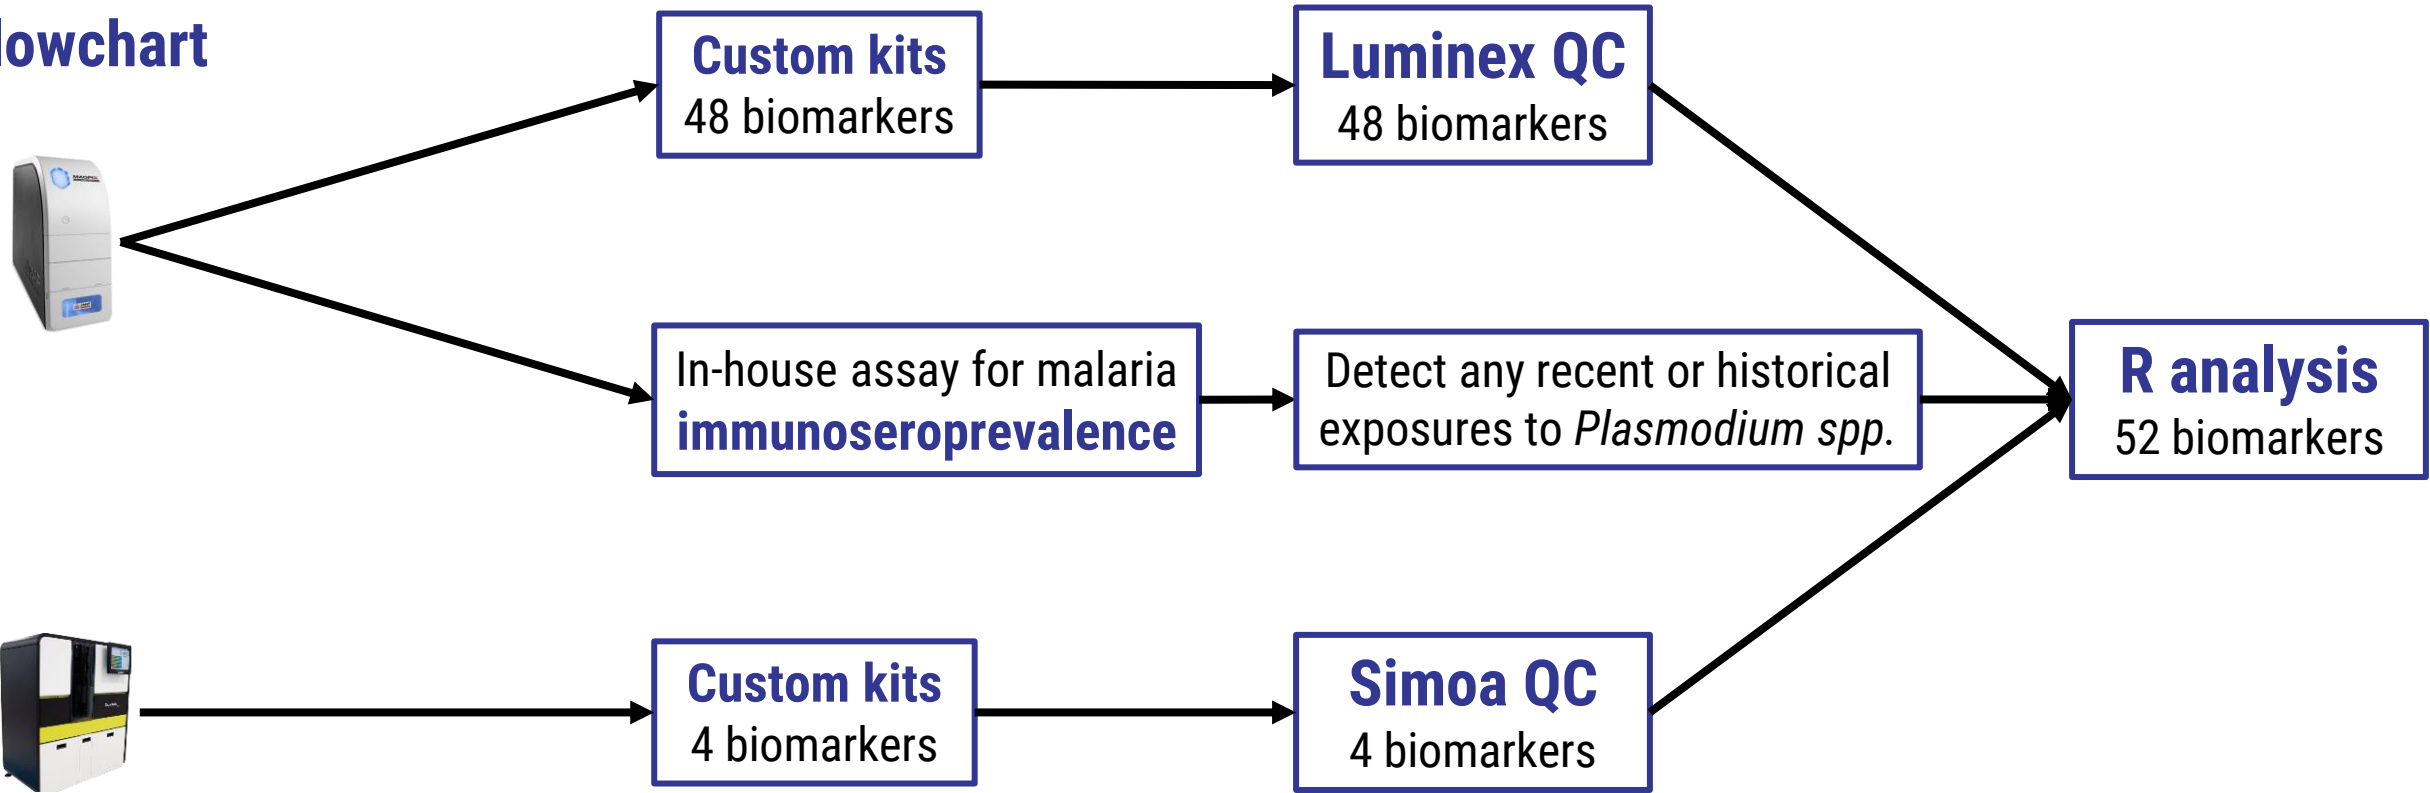 lowchart
Custom kits
48 biomarkers
Luminex QC
48 biomarkers
MAGPIX
In-house assay for malaria
immunoseroprevalence
Detect any recent or historical
exposures to Plasmodium spp.
R analysis
52 biomarkers
Custom kits
4 biomarkers
Simoa QC
4 biomarkers